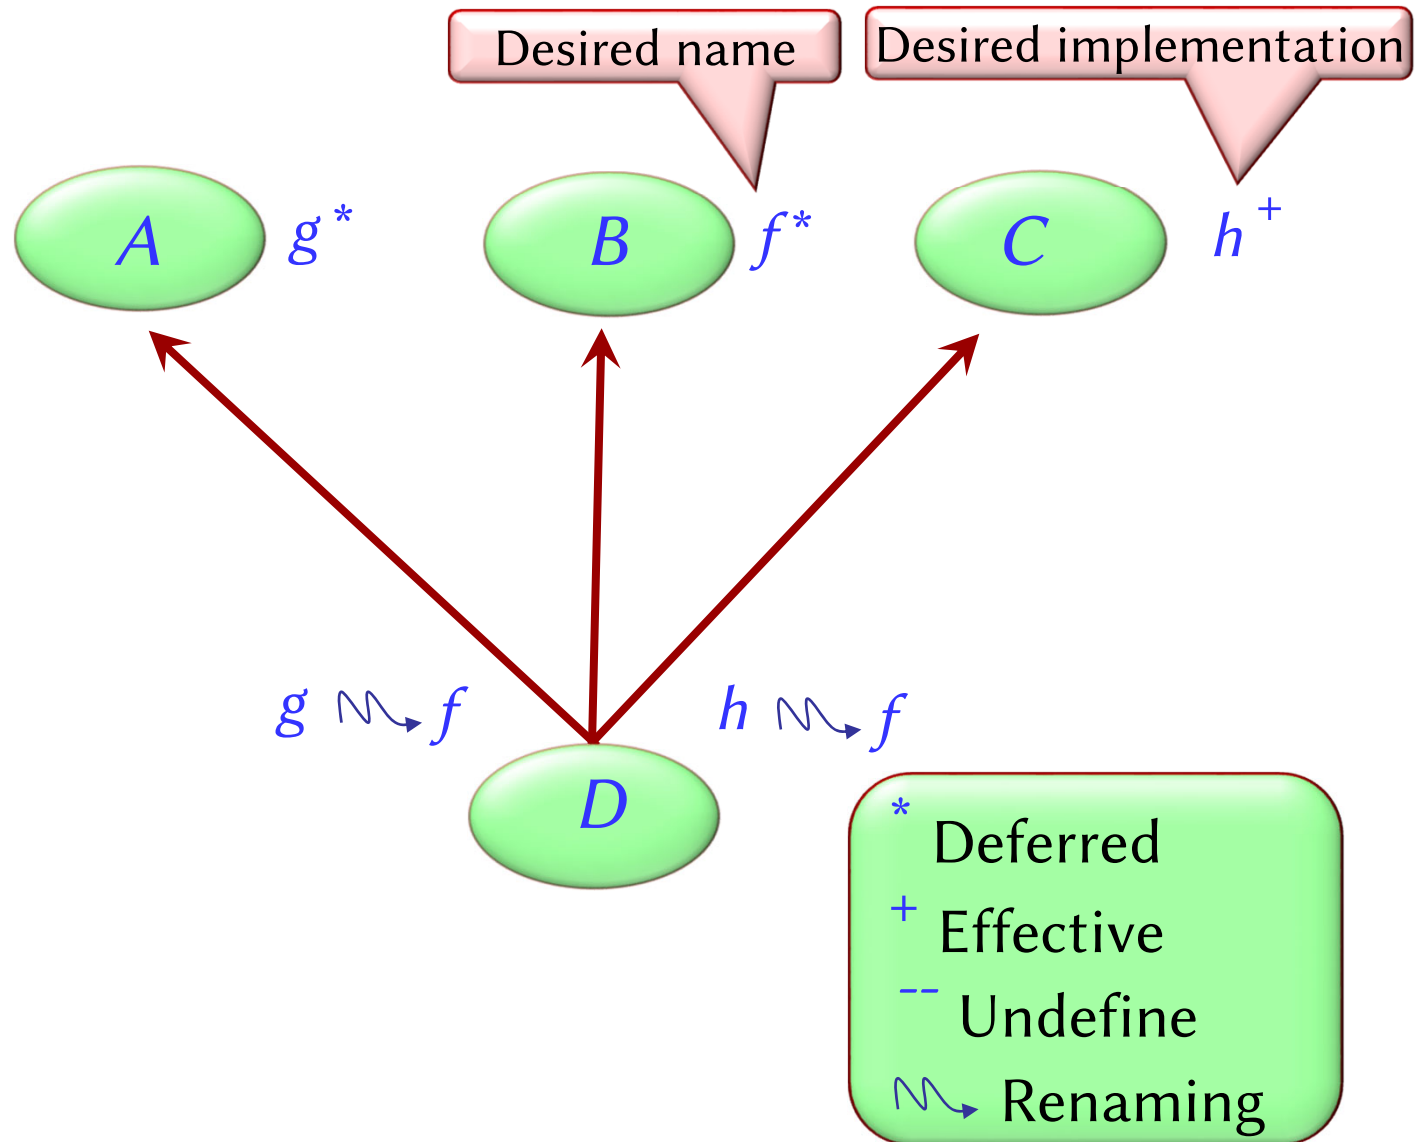 Desired name
Desired implementation
A g*
B f*
C h+
g f
h f
D
* Deferred
+ Effective
-- Undefine
Renaming